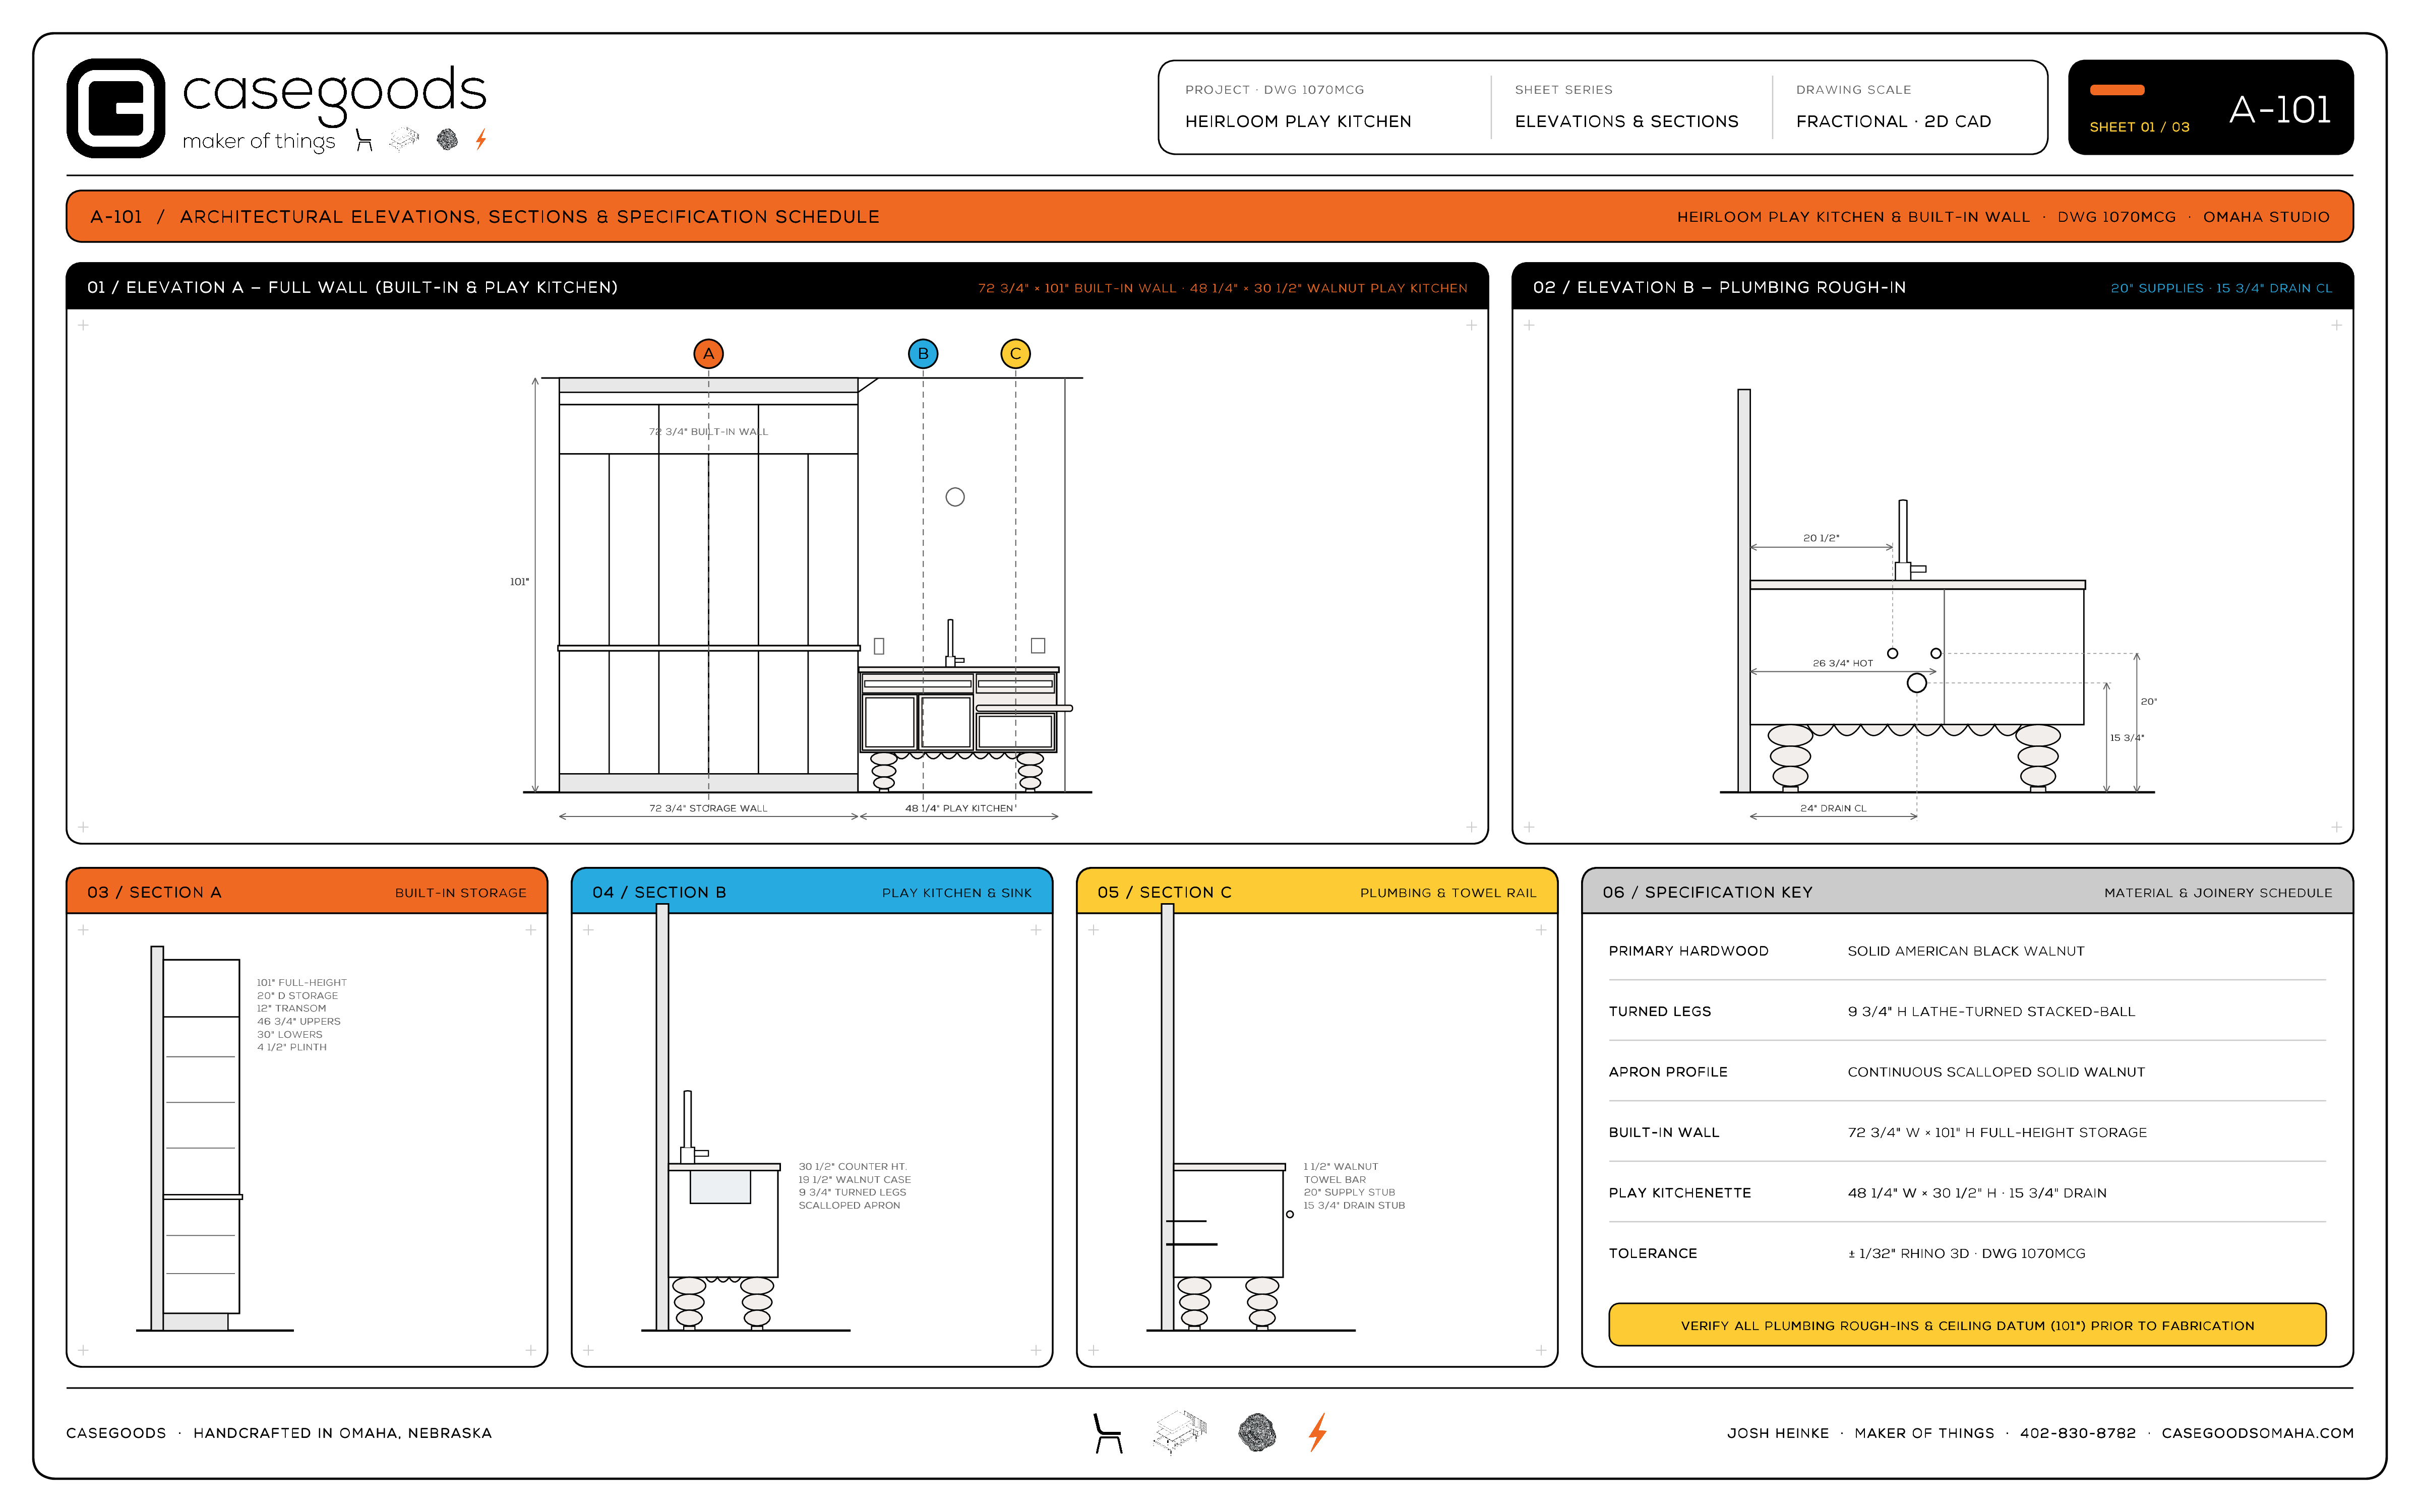 casegoods
maker of things
PROJECT · DWG 1070MCG
HEIRLOOM PLAY KITCHEN
SHEET SERIES
ELEVATIONS & SECTIONS
DRAWING SCALE
FRACTIONAL · 2D CAD
SHEET 01 / 03
A-101
A-101 / ARCHITECTURAL ELEVATIONS, SECTIONS & SPECIFICATION SCHEDULE
HEIRLOOM PLAY KITCHEN & BUILT-IN WALL · DWG 1070MCG · OMAHA STUDIO
01 / ELEVATION A – FULL WALL (BUILT-IN & PLAY KITCHEN)
72 3/4" × 101" BUILT-IN WALL · 48 1/4" × 30 1/2" WALNUT PLAY KITCHEN
A
B
C
72 3/4" BUILT-IN WALL
101"
72 3/4" STORAGE WALL
48 1/4" PLAY KITCHEN
02 / ELEVATION B – PLUMBING ROUGH-IN
20" SUPPLIES · 15 3/4" DRAIN CL
20 1/2"
26 3/4" HOT
20"
15 3/4"
24" DRAIN CL
03 / SECTION A
BUILT-IN STORAGE
101" FULL-HEIGHT
20" D STORAGE
12" TRANSOM
46 3/4" UPPERS
30" LOWERS
4 1/2" PLINTH
04 / SECTION B
PLAY KITCHEN & SINK
30 1/2" COUNTER HT.
19 1/2" WALNUT CASE
9 3/4" TURNED LEGS
SCALLOPED APRON
05 / SECTION C
PLUMBING & TOWEL RAIL
1 1/2" WALNUT
TOWEL BAR
20" SUPPLY STUB
15 3/4" DRAIN STUB
06 / SPECIFICATION KEY
MATERIAL & JOINERY SCHEDULE
PRIMARY HARDWOOD
SOLID AMERICAN BLACK WALNUT
TURNED LEGS
9 3/4" H LATHE-TURNED STACKED-BALL
APRON PROFILE
CONTINUOUS SCALLOPED SOLID WALNUT
BUILT-IN WALL
72 3/4" W × 101" H FULL-HEIGHT STORAGE
PLAY KITCHENETTE
48 1/4" W × 30 1/2" H · 15 3/4" DRAIN
TOLERANCE
± 1/32" RHINO 3D · DWG 1070MCG
VERIFY ALL PLUMBING ROUGH-INS & CEILING DATUM (101") PRIOR TO FABRICATION
CASEGOODS · HANDCRAFTED IN OMAHA, NEBRASKA
JOSH HEINKE · MAKER OF THINGS · 402-830-8782 · CASEGOODSOMAHA.COM